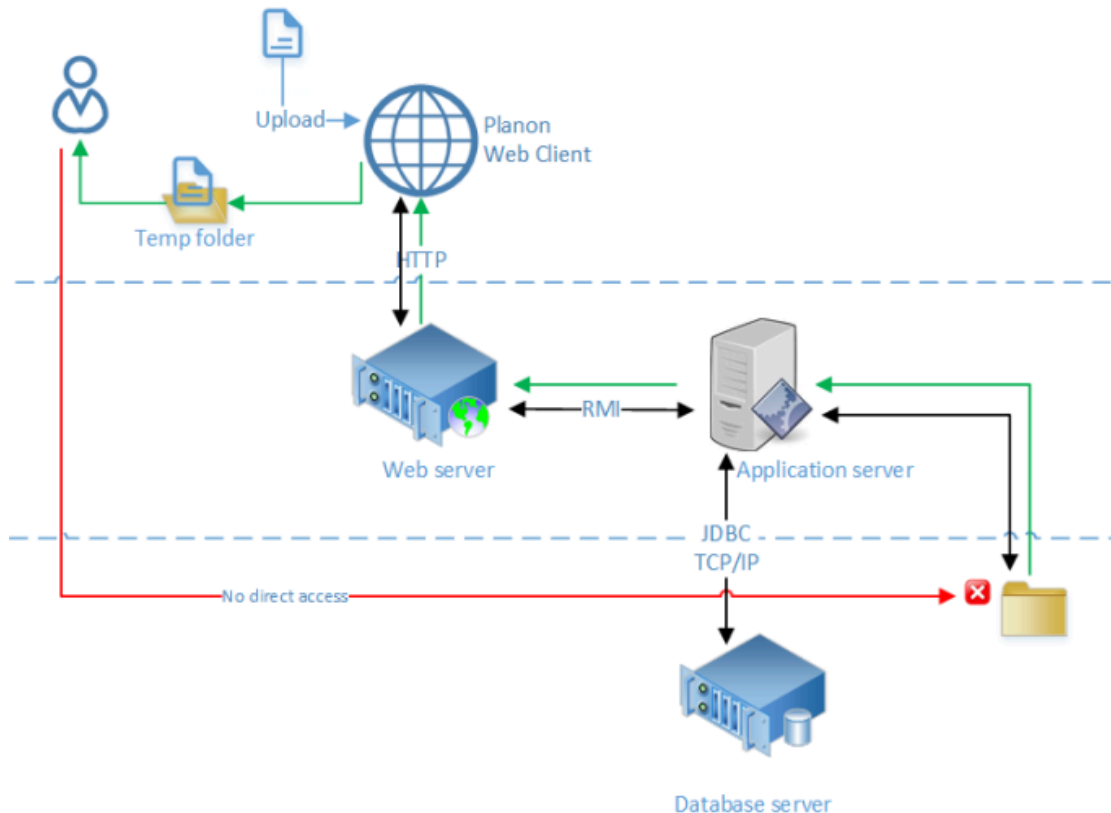 Upload
Planon
Web Client
Temp folder
HTTP
RMI
Web server
Application server
JDBC
TCP/IP
No direct access
Database server